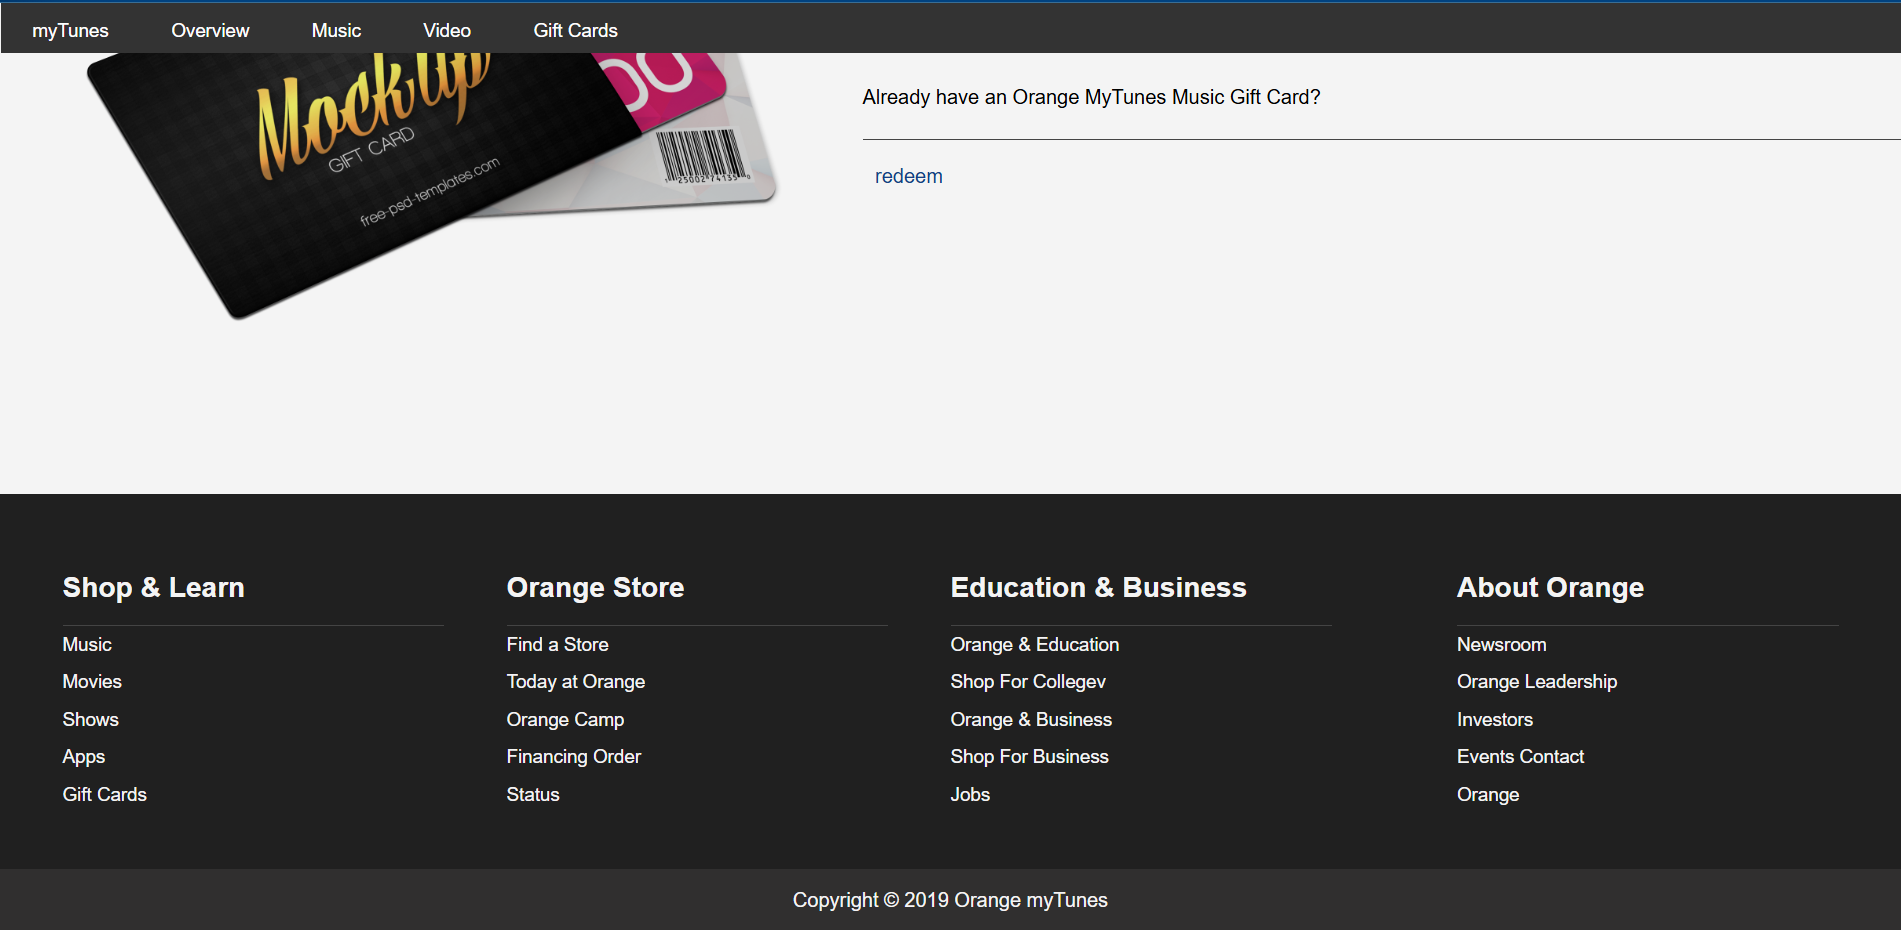 myTunes Overview Music Video Gift Cards
MockUp
GIFT CARD
free-psd-templates.com
00
Already have an Orange MyTunes Music Gift Card?
redeem
Shop & Learn
Music
Movies
Shows
Apps
Gift Cards
Orange Store
Find a Store
Today at Orange
Orange Camp
Financing Order
Status
Education & Business
Orange & Education
Shop For Collegev
Orange & Business
Shop For Business
Jobs
About Orange
Newsroom
Orange Leadership
Investors
Events Contact
Orange
Copyright © 2019 Orange myTunes